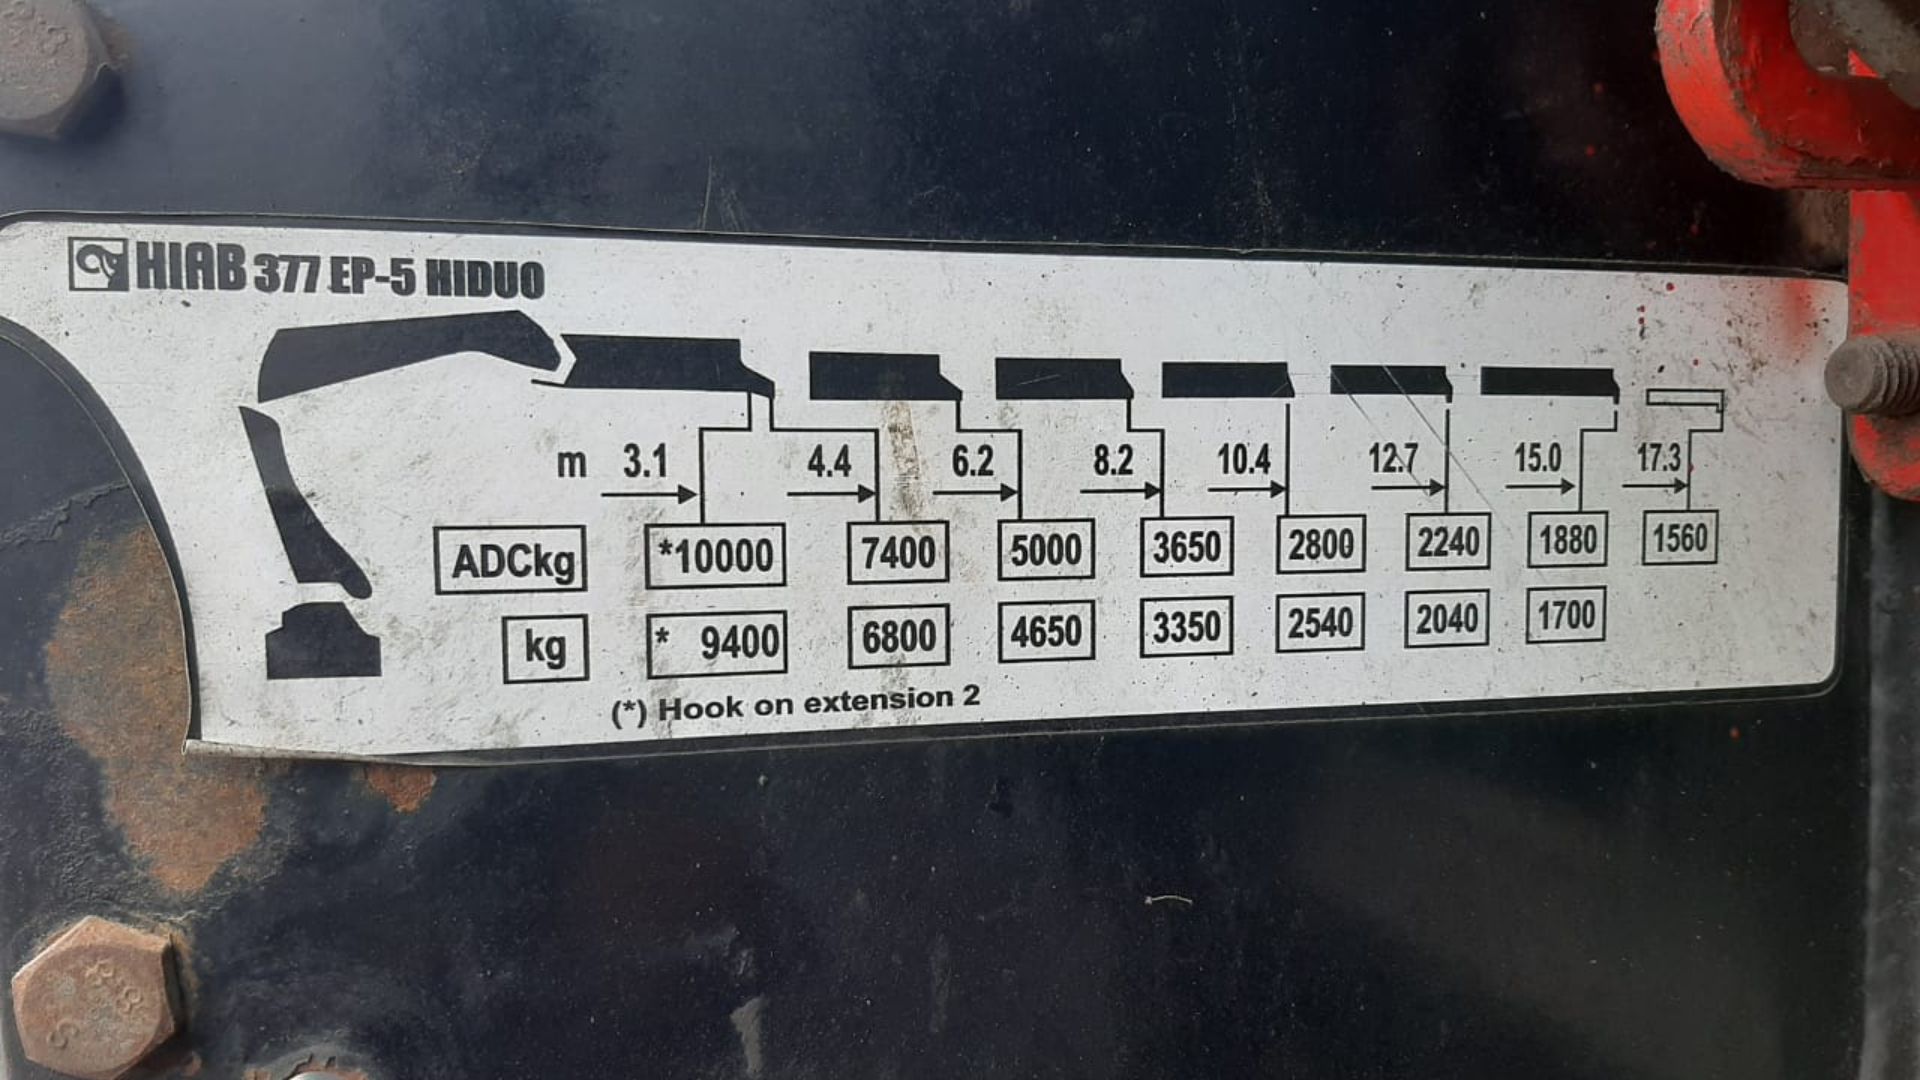 HIAB 377 EP-5 HIDUO
m 3.1 4.4 6.2 8.2 10.4 12.7 15.0 17.3
ADCkg *10000 7400 5000 3650 2800 2240 1880 1560
kg * 9400 6800 4650 3350 2540 2040 1700
(*) Hook on extension 2